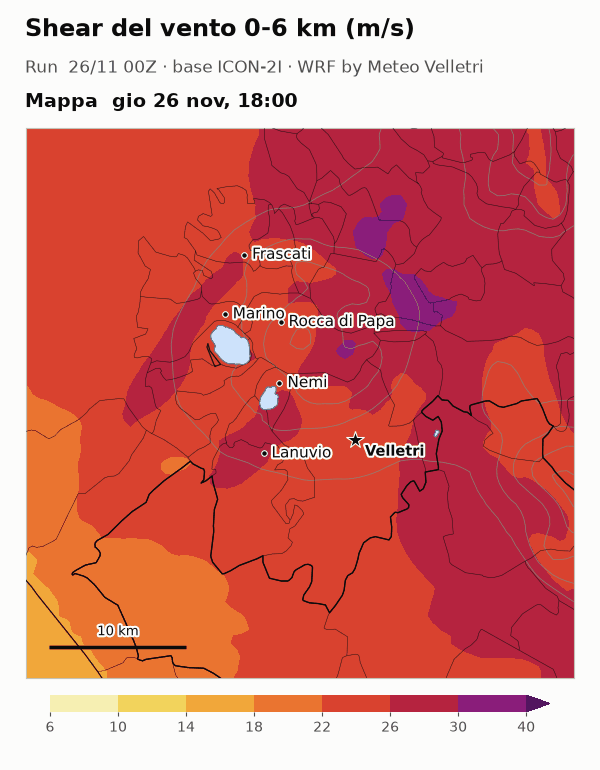 Shear del vento 0-6 km (m/s)
Run  26/11 00Z · base ICON-2I · WRF by Meteo Velletri
Mappa  gio 26 nov, 18:00
Frascati
Marino
Rocca di Papa
Nemi
Velletri
Lanuvio
10 km
6 10 14 18 22 26 30 40